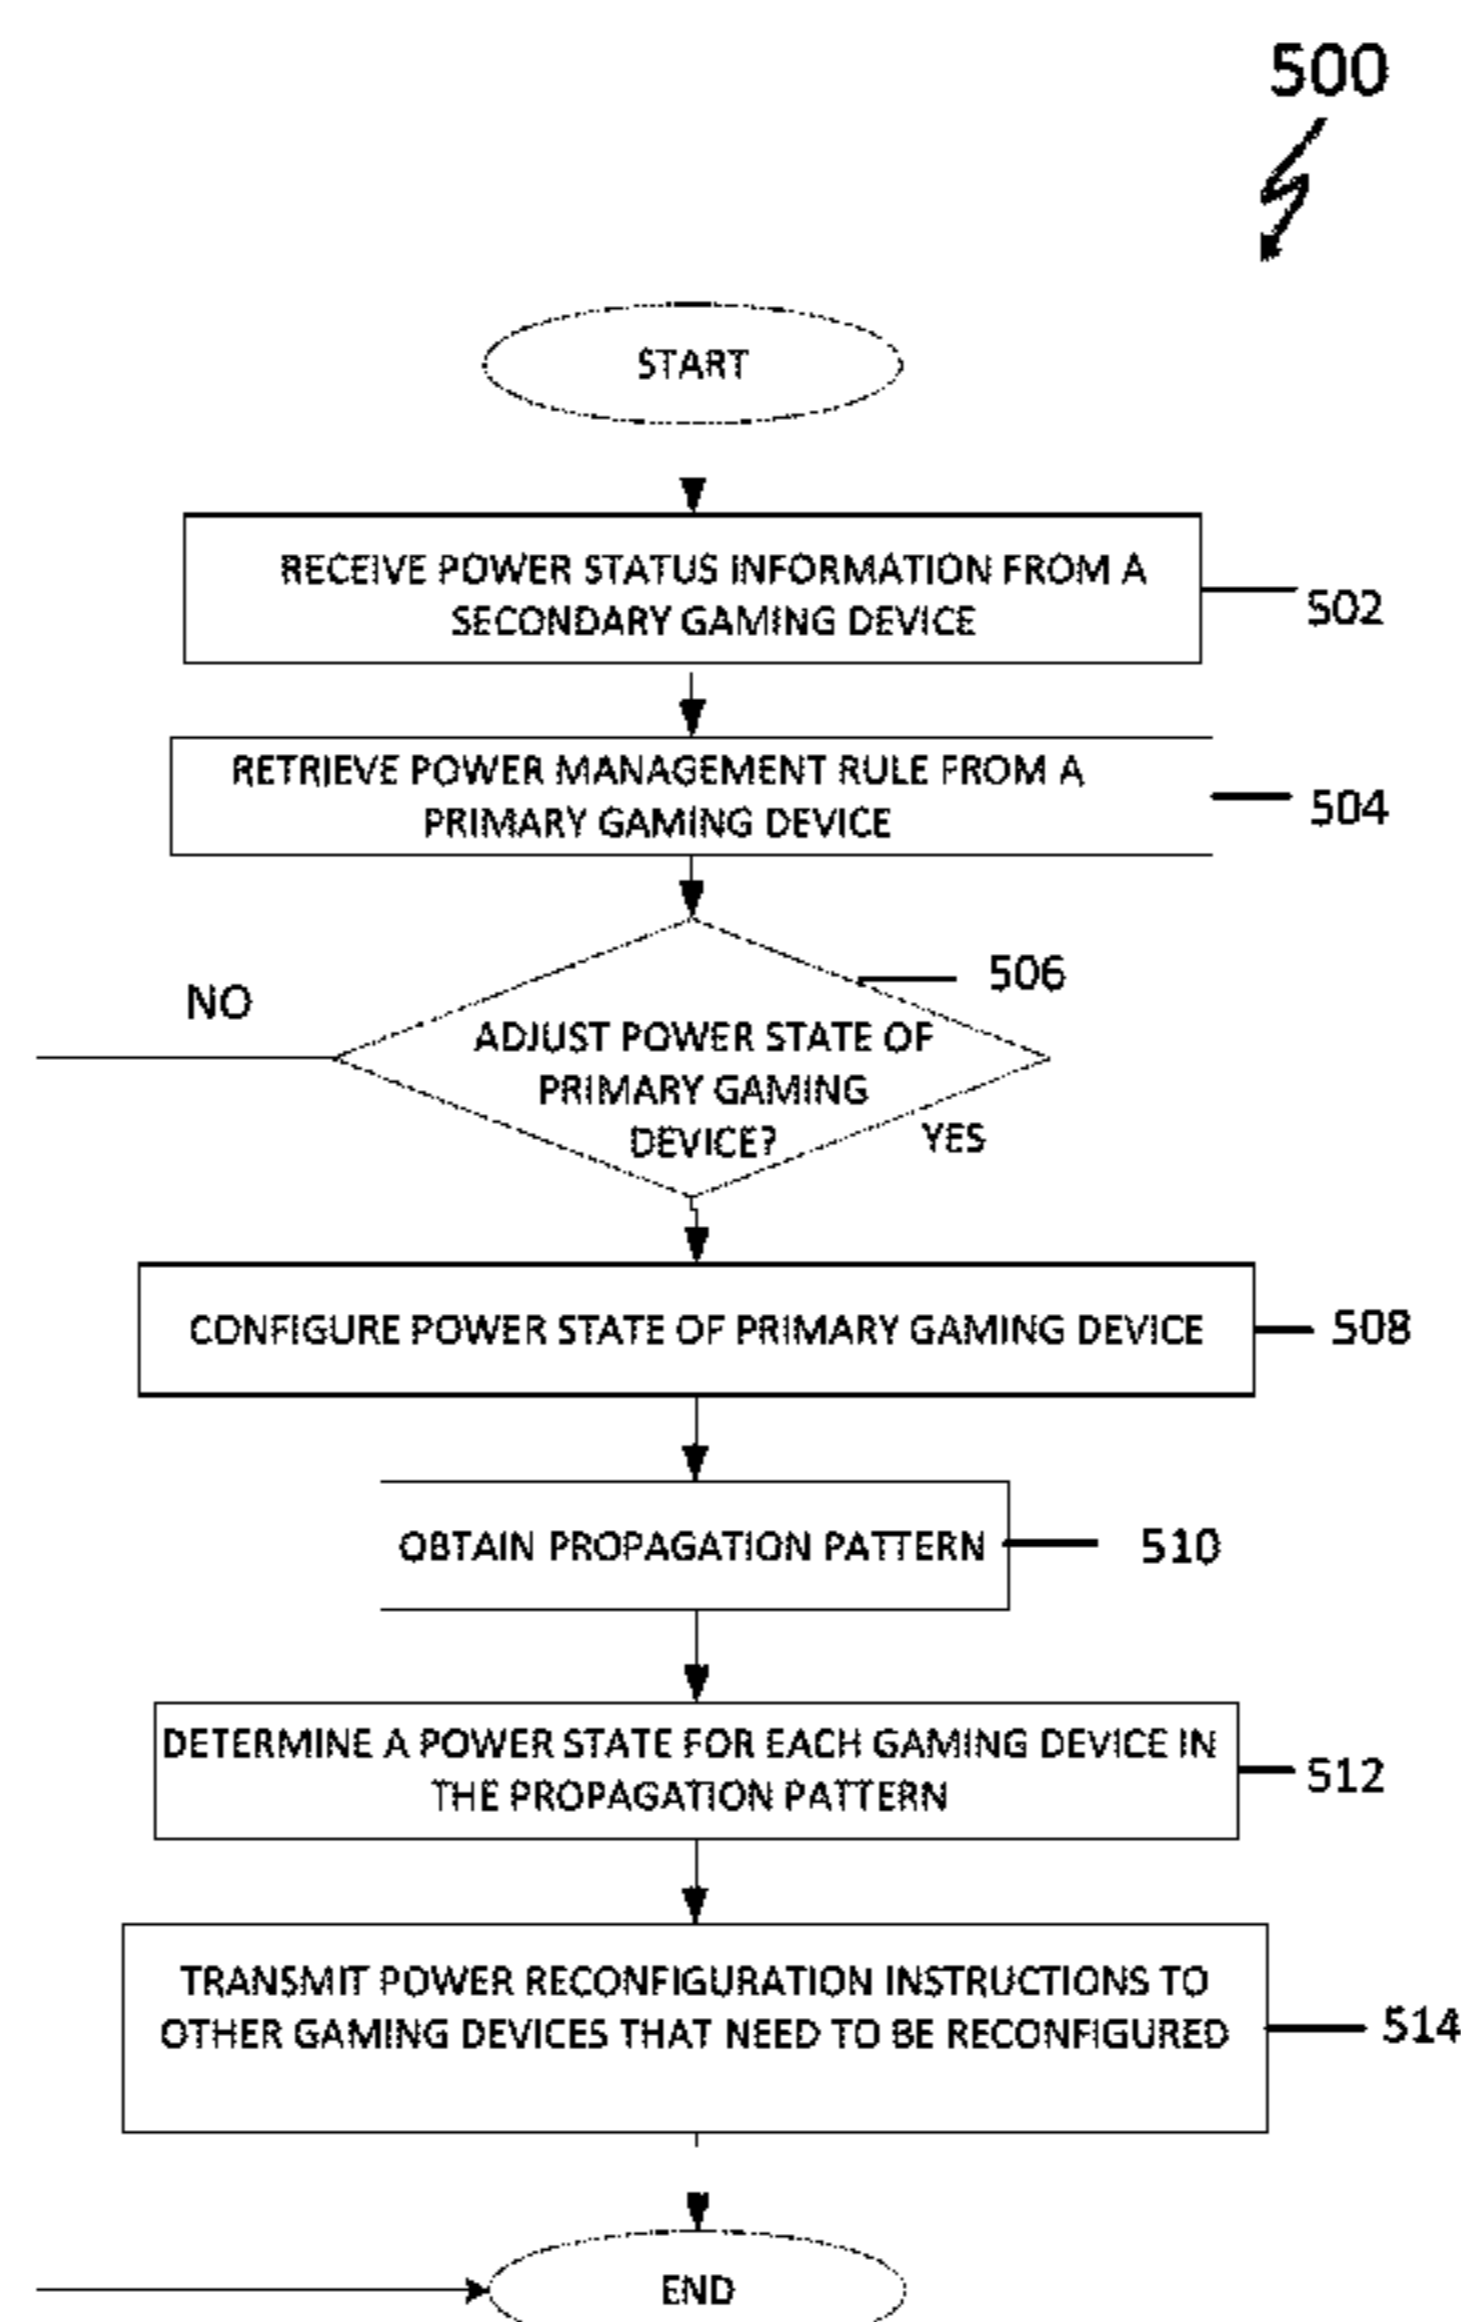 500
START
RECEIVE POWER STATUS INFORMATION FROM A
SECONDARY GAMING DEVICE
502
RETRIEVE POWER MANAGEMENT RULE FROM A
PRIMARY GAMING DEVICE
504
506
NO
ADJUST POWER STATE OF
PRIMARY GAMING
DEVICE?
YES
CONFIGURE POWER STATE OF PRIMARY GAMING DEVICE
508
OBTAIN PROPAGATION PATTERN
510
DETERMINE A POWER STATE FOR EACH GAMING DEVICE IN
THE PROPAGATION PATTERN
512
TRANSMIT POWER RECONFIGURATION INSTRUCTIONS TO
OTHER GAMING DEVICES THAT NEED TO BE RECONFIGURED
514
END